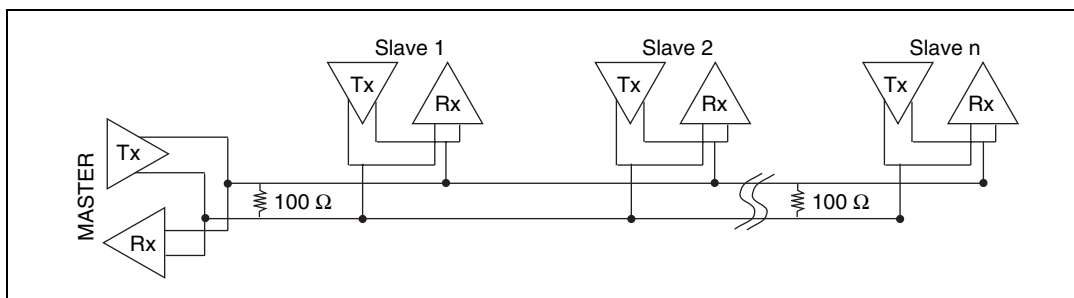 Slave 1
Slave 2
Slave n
Tx
Rx
Tx
Rx
Tx
Rx
MASTER
Tx
Rx
100 Ω
100 Ω